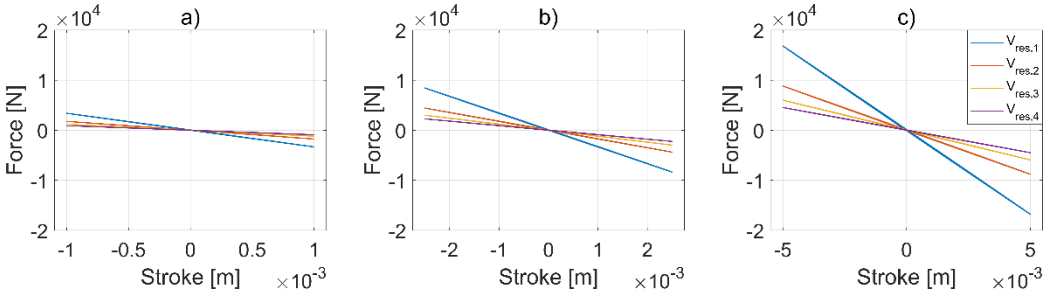 a)
×10⁴
2
1
0
-1
-2
Force [N]
-1
-0.5
0
0.5
1
Stroke [m]
×10⁻³
b)
×10⁴
2
1
0
-1
-2
Force [N]
-2
-1
0
1
2
Stroke [m]
×10⁻³
c)
×10⁴
2
1
0
-1
-2
Force [N]
-5
0
5
Stroke [m]
×10⁻³
V_res,1
V_res,2
V_res,3
V_res,4